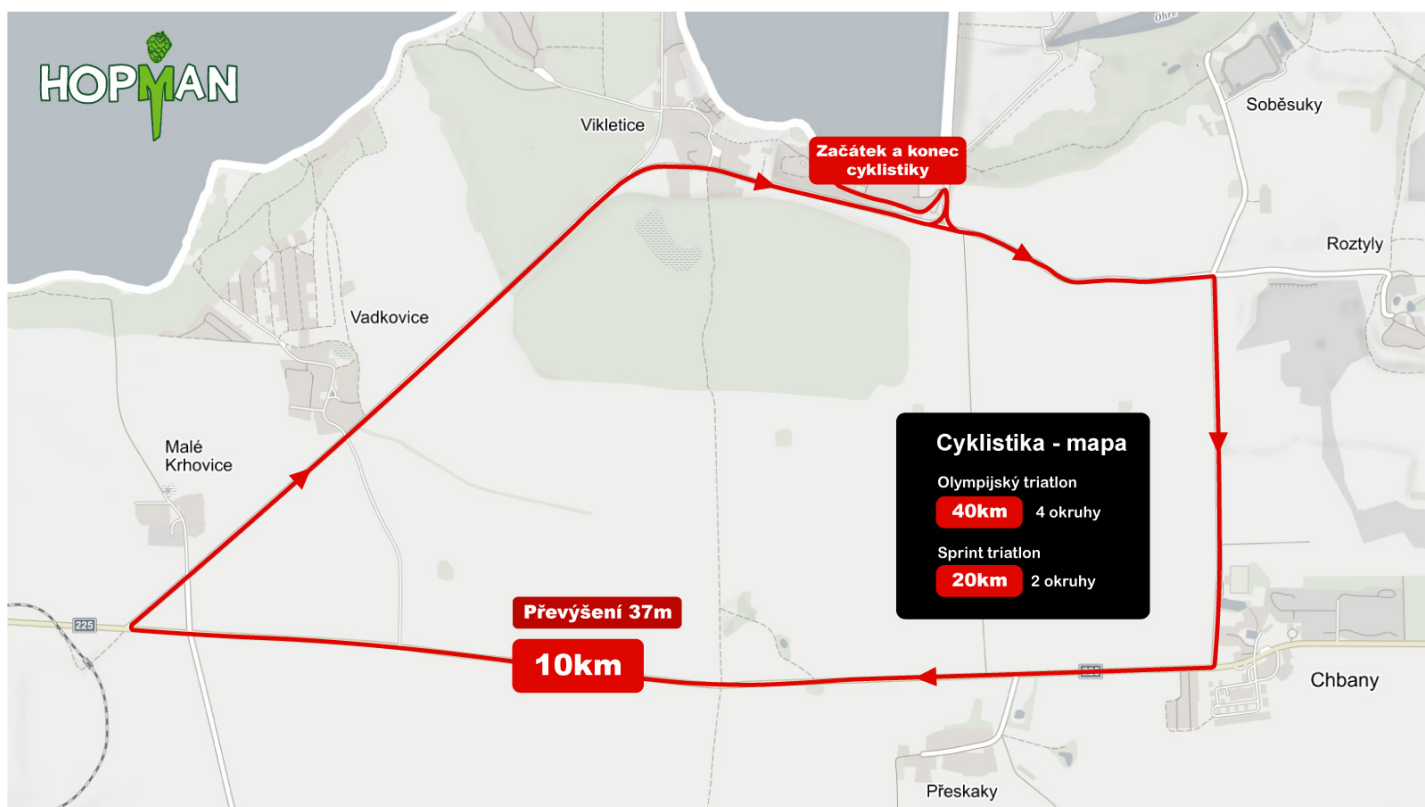 HOPMAN
Ohře
Soběsuky
Vikletice
Začátek a konec
cyklistiky
Roztyly
Vadkovice
Cyklistika - mapa
Malé
Krhovice
Olympijský triatlon
40km 4 okruhy
Sprint triatlon
20km 2 okruhy
Převýšení 37m
225
10km
Chbany
Přeskaky